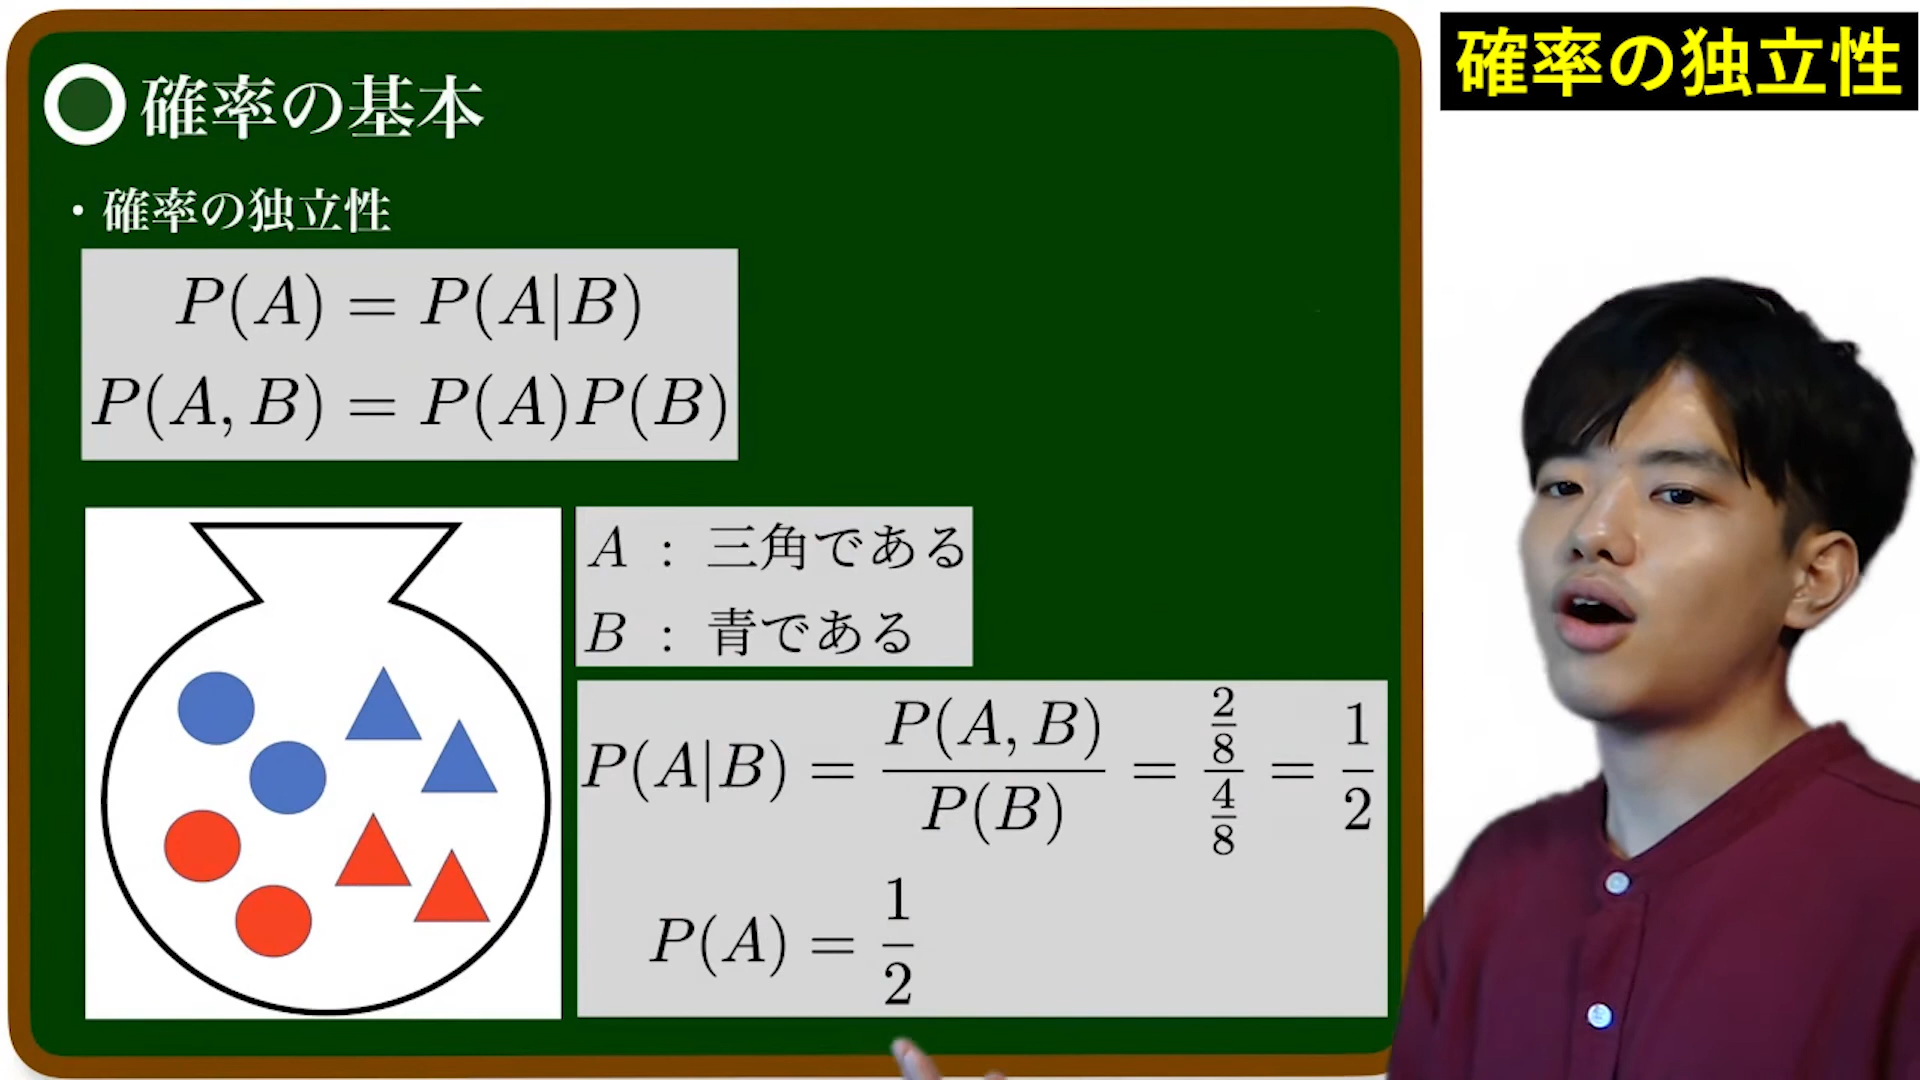 確率の基本
確率の独立性
・確率の独立性
P(A) = P(A|B)
P(A, B) = P(A)P(B)
A : 三角である
B : 青である
P(A|B) = P(A, B) / P(B) = (2/8) / (4/8) = 1/2
P(A) = 1/2